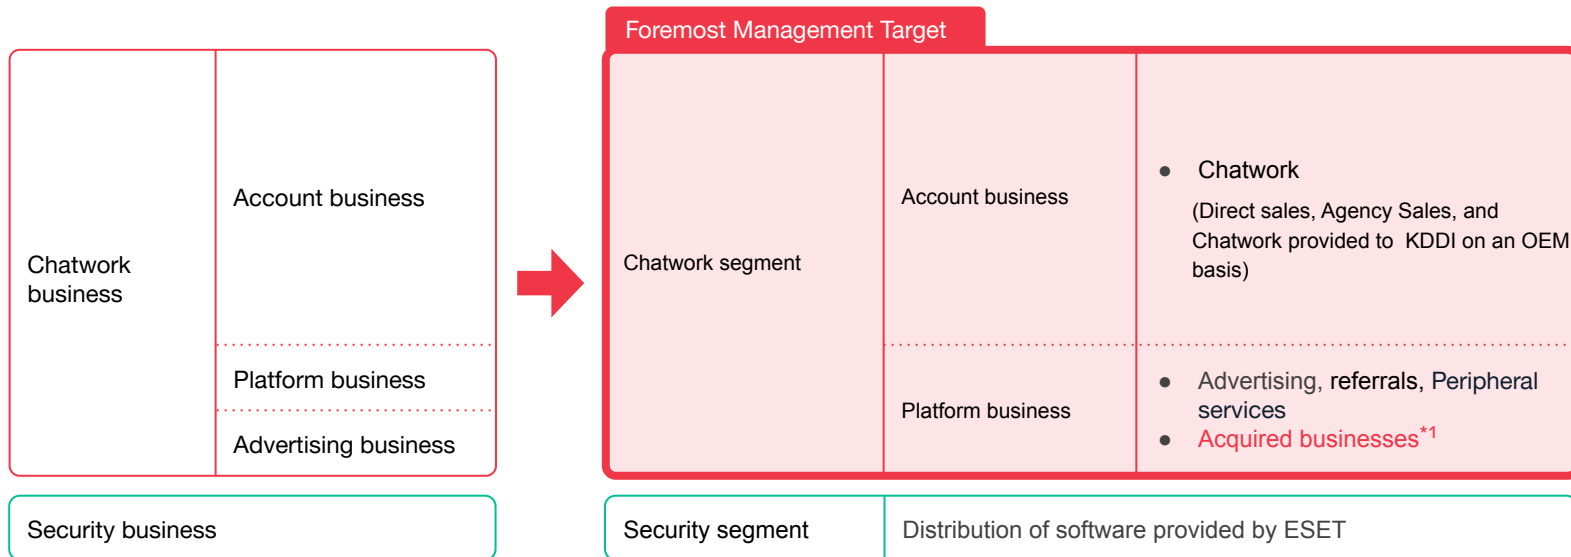 Foremost Management Target
Chatwork
business
Account business
Platform business
Advertising business
Security business
Chatwork segment
Account business
● Chatwork
(Direct sales, Agency Sales, and
Chatwork provided to KDDI on an OEM
basis)
Platform business
● Advertising, referrals, Peripheral
services
● Acquired businesses*1
Security segment
Distribution of software provided by ESET